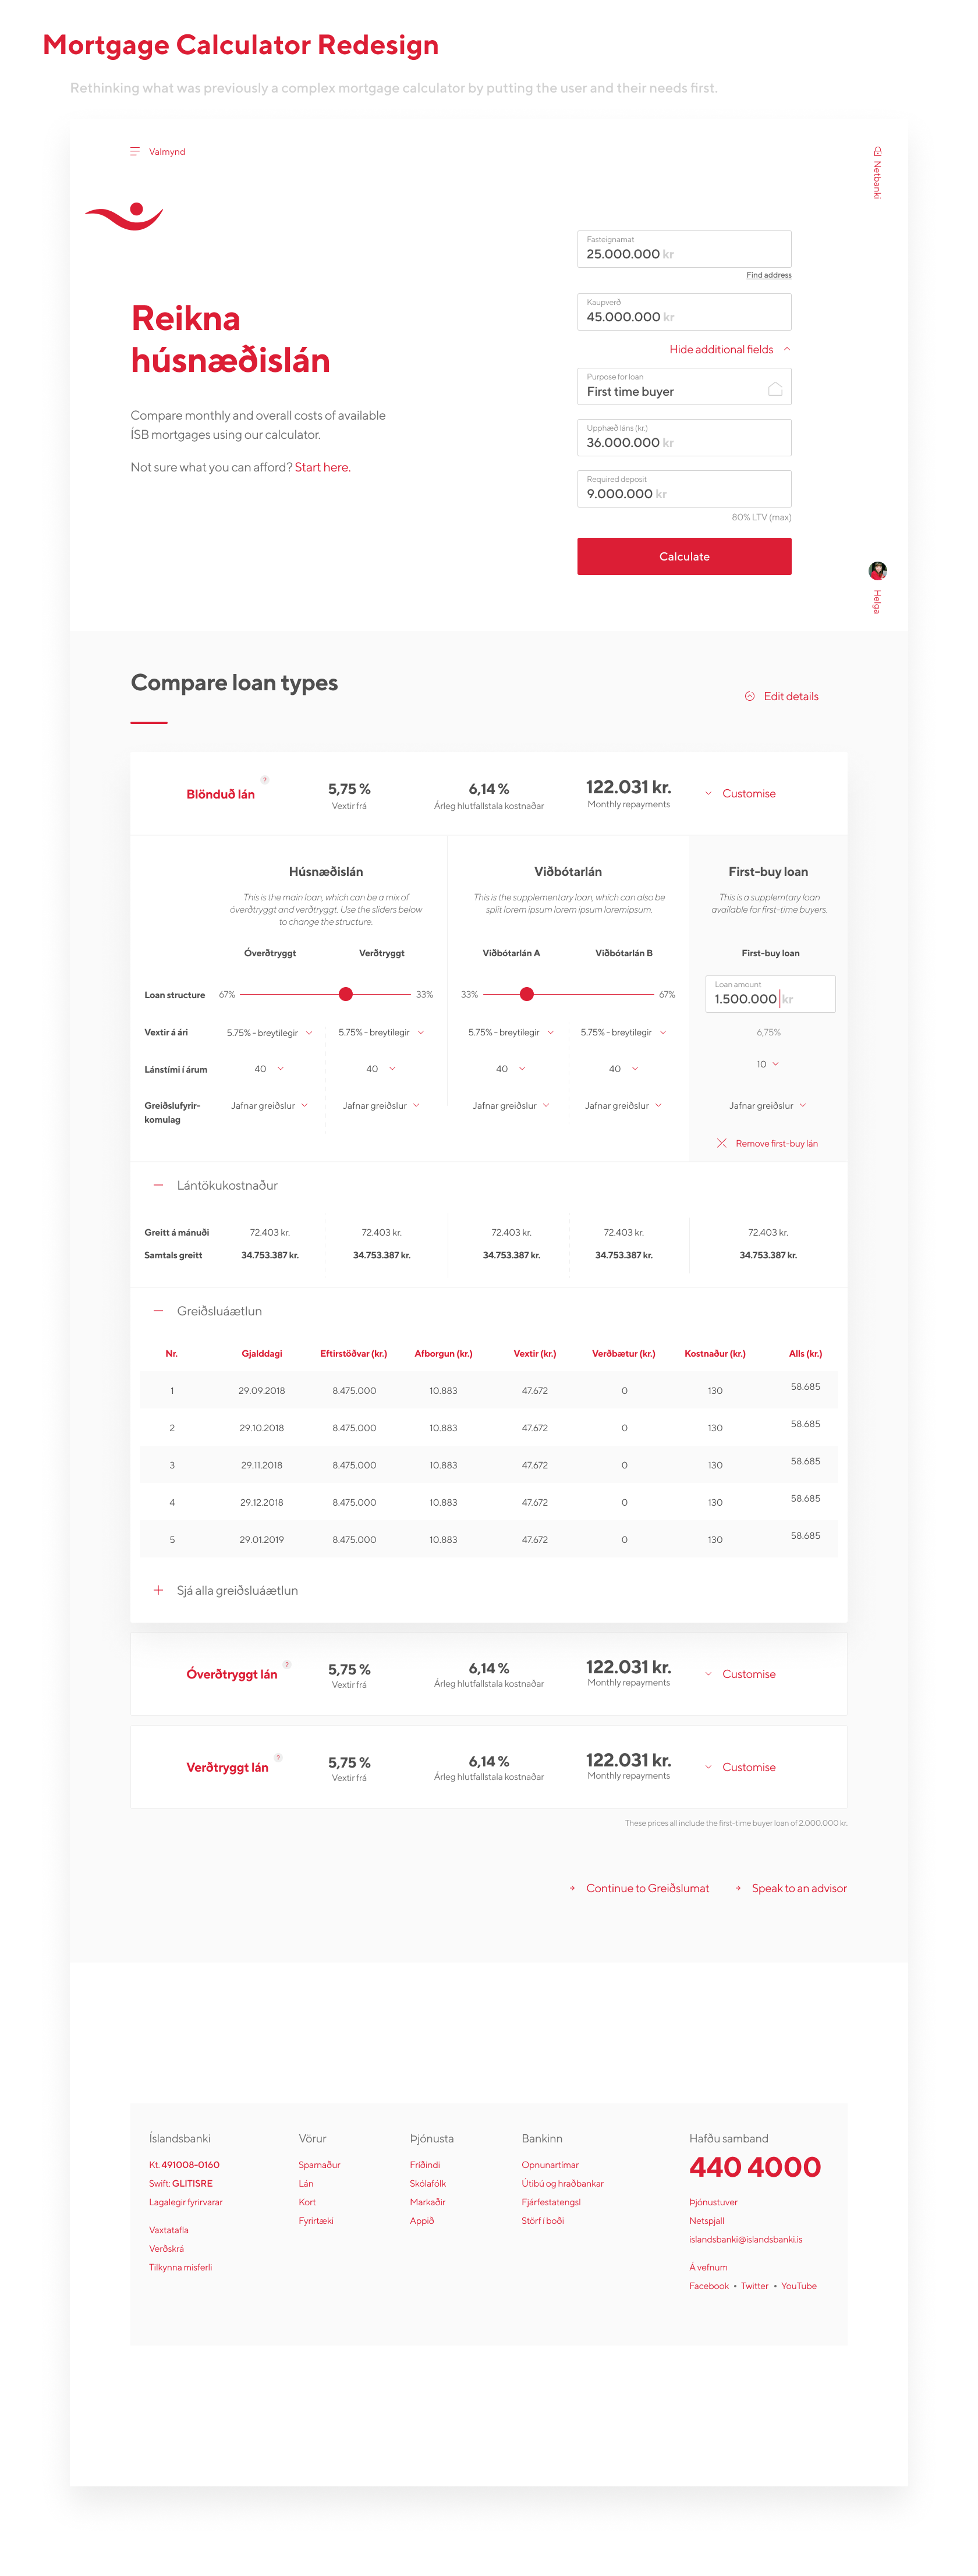 Mortgage Calculator Redesign
Rethinking what was previously a complex mortgage calculator by putting the user and their needs first.
Valmynd
Netbanki
Reikna
húsnæðislán
Compare monthly and overall costs of available
ÍSB mortgages using our calculator.
Not sure what you can afford? Start here.
Fasteignamat
25.000.000 kr
Find address
Kaupverð
45.000.000 kr
Hide additional fields
Purpose for loan
First time buyer
Upphæð láns (kr.)
36.000.000 kr
Required deposit
9.000.000 kr
80% LTV (max)
Calculate
Helga
Compare loan types
Edit details
Blönduð lán ? 5,75 % 6,14 % 122.031 kr. Customise
Vextir frá Árleg hlutfallstala kostnaðar Monthly repayments
Húsnæðislán
This is the main loan, which can be a mix of
óverðtryggt and verðtryggt. Use the sliders below
to change the structure.
Viðbótarlán
This is the supplementary loan, which can also be
split lorem ipsum lorem ipsum loremipsum.
First-buy loan
This is a supplemtary loan
available for first-time buyers.
Óverðtryggt Verðtryggt Viðbótarlán A Viðbótarlán B First-buy loan
Loan structure 67% 33% 33% 67%
Loan amount
1.500.000 kr
Vextir á ári 5.75% - breytilegir 5.75% - breytilegir 5.75% - breytilegir 5.75% - breytilegir 6,75%
Lánstími í árum 40 40 40 40 10
Greiðslufyrir-
komulag
Jafnar greiðslur Jafnar greiðslur Jafnar greiðslur Jafnar greiðslur Jafnar greiðslur
Remove first-buy lán
Lántökukostnaður
Greitt á mánuði 72.403 kr. 72.403 kr. 72.403 kr. 72.403 kr. 72.403 kr.
Samtals greitt 34.753.387 kr. 34.753.387 kr. 34.753.387 kr. 34.753.387 kr. 34.753.387 kr.
Greiðsluáætlun
Nr. Gjalddagi Eftirstöðvar (kr.) Afborgun (kr.) Vextir (kr.) Verðbætur (kr.) Kostnaður (kr.) Alls (kr.)
1 29.09.2018 8.475.000 10.883 47.672 0 130 58.685
2 29.10.2018 8.475.000 10.883 47.672 0 130 58.685
3 29.11.2018 8.475.000 10.883 47.672 0 130 58.685
4 29.12.2018 8.475.000 10.883 47.672 0 130 58.685
5 29.01.2019 8.475.000 10.883 47.672 0 130 58.685
Sjá alla greiðsluáætlun
Óverðtryggt lán ? 5,75 % 6,14 % 122.031 kr. Customise
Vextir frá Árleg hlutfallstala kostnaðar Monthly repayments
Verðtryggt lán ? 5,75 % 6,14 % 122.031 kr. Customise
Vextir frá Árleg hlutfallstala kostnaðar Monthly repayments
These prices all include the first-time buyer loan of 2.000.000 kr.
Continue to Greiðslumat Speak to an advisor
Íslandsbanki
Kt. 491008-0160
Swift: GLITISRE
Lagalegir fyrirvarar
Vaxtatafla
Verðskrá
Tilkynna misferli
Vörur
Sparnaður
Lán
Kort
Fyrirtæki
Þjónusta
Fríðindi
Skólafólk
Markaðir
Appið
Bankinn
Opnunartímar
Útibú og hraðbankar
Fjárfestatengsl
Störf í boði
Hafðu samband
440 4000
Þjónustuver
Netspjall
islandsbanki@islandsbanki.is
Á vefnum
Facebook • Twitter • YouTube